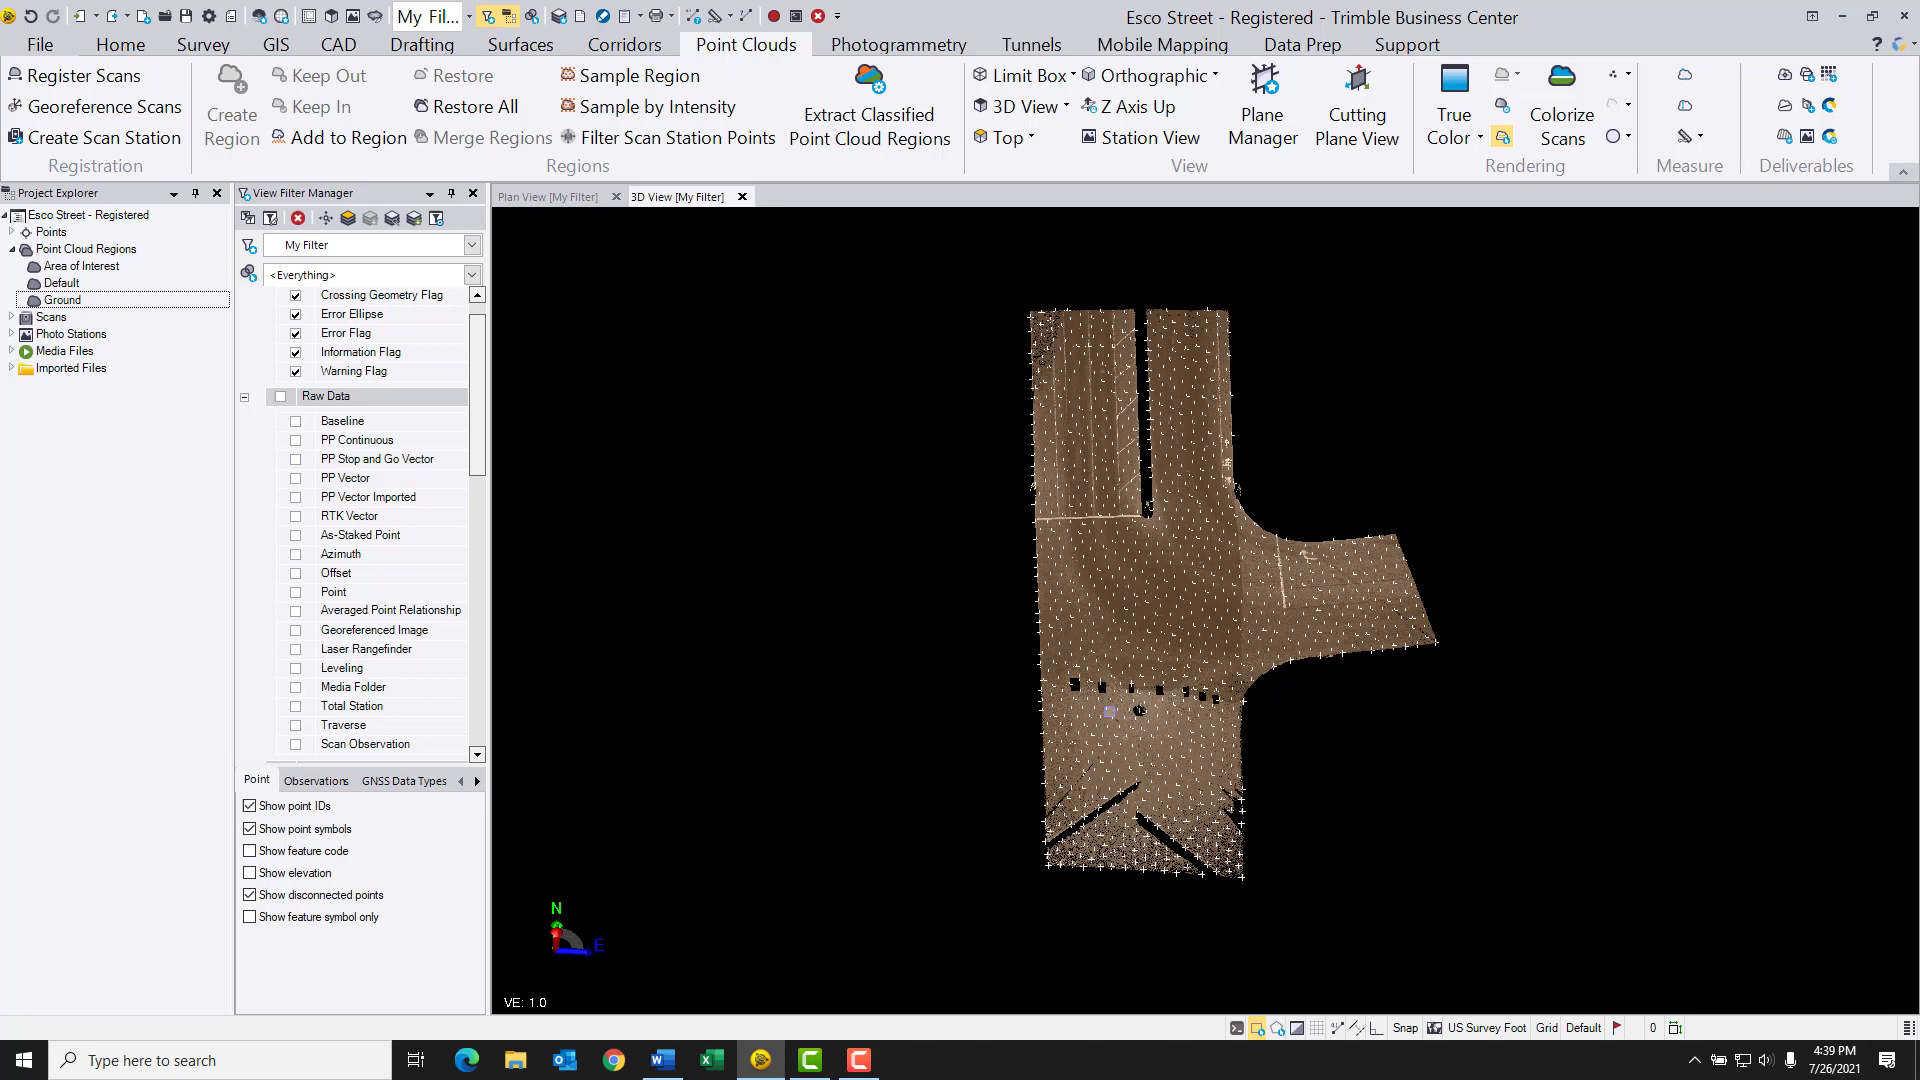 My Fil...
Esco Street - Registered - Trimble Business Center
File Home Survey GIS CAD Drafting Surfaces Corridors Point Clouds Photogrammetry Tunnels Mobile Mapping Data Prep Support
Register Scans
Georeference Scans
Create Scan Station
Registration
Create
Region
Keep Out
Keep In
Add to Region
Restore
Restore All
Merge Regions
Sample Region
Sample by Intensity
Filter Scan Station Points
Extract Classified
Point Cloud Regions
Regions
Limit Box
3D View
Top
Orthographic
Z Axis Up
Station View
Plane
Manager
Cutting
Plane View
View
True
Color
Colorize
Scans
Rendering
Measure
Deliverables
Project Explorer
Esco Street - Registered
Points
Point Cloud Regions
Area of Interest
Default
Ground
Scans
Photo Stations
Media Files
Imported Files
View Filter Manager
My Filter
<Everything>
Crossing Geometry Flag
Error Ellipse
Error Flag
Information Flag
Warning Flag
Raw Data
Baseline
PP Continuous
PP Stop and Go Vector
PP Vector
PP Vector Imported
RTK Vector
As-Staked Point
Azimuth
Offset
Point
Averaged Point Relationship
Georeferenced Image
Laser Rangefinder
Leveling
Media Folder
Total Station
Traverse
Scan Observation
Point Observations GNSS Data Types
Show point IDs
Show point symbols
Show feature code
Show elevation
Show disconnected points
Show feature symbol only
Plan View [My Filter]
3D View [My Filter]
N
E
VE: 1.0
Snap US Survey Foot Grid Default 0
Type here to search
4:39 PM
7/26/2021